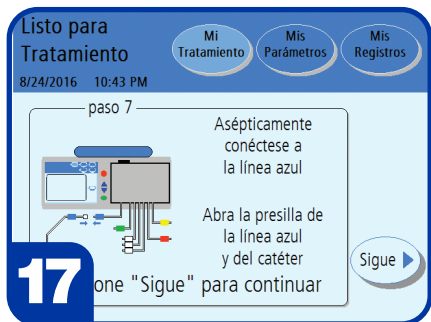 Listo para
Tratamiento
8/24/2016 10:43 PM
Mi
Tratamiento
Mis
Parámetros
Mis
Registros
paso 7
Asépticamente
conéctese a
la línea azul
Abra la presilla de
la línea azul
y del catéter
one "Sigue" para continuar
Sigue
17